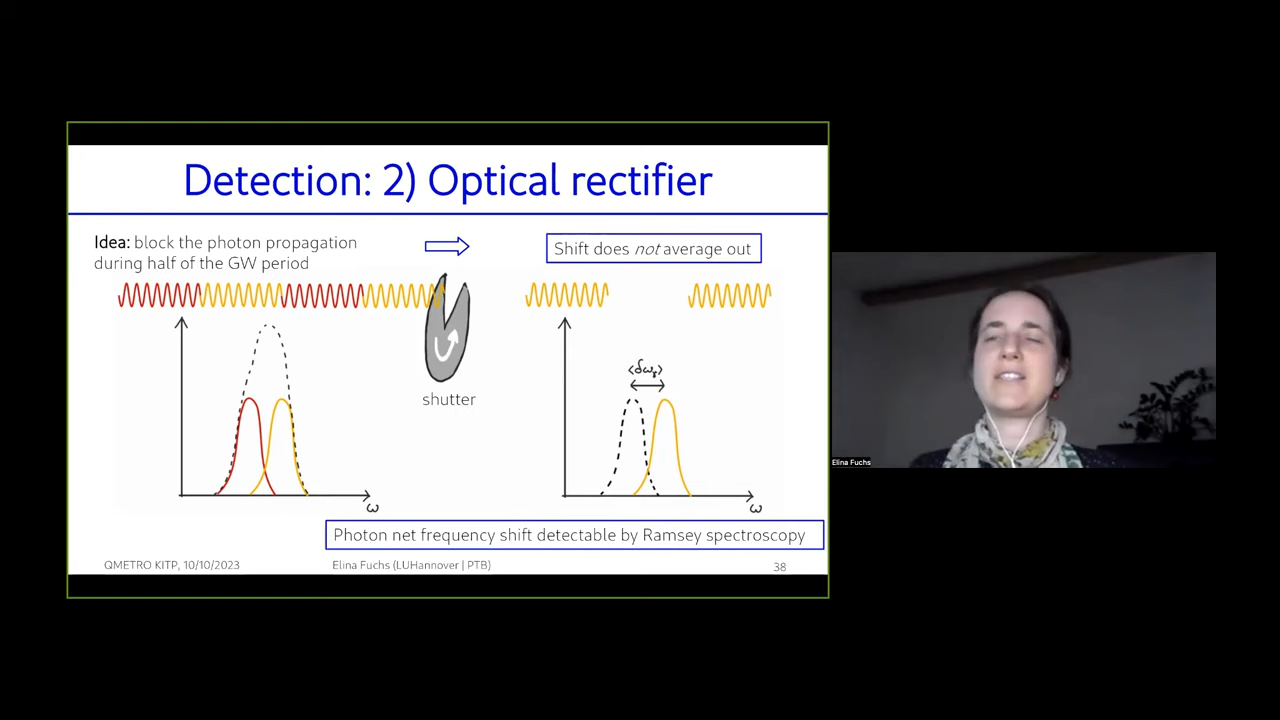 Detection: 2) Optical rectifier
Idea: block the photon propagation
during half of the GW period
Shift does not average out
shutter
ω
<δωγ>
ω
Photon net frequency shift detectable by Ramsey spectroscopy
QMETRO KITP, 10/10/2023
Elina Fuchs (LUHannover | PTB)
38
Elina Fuchs